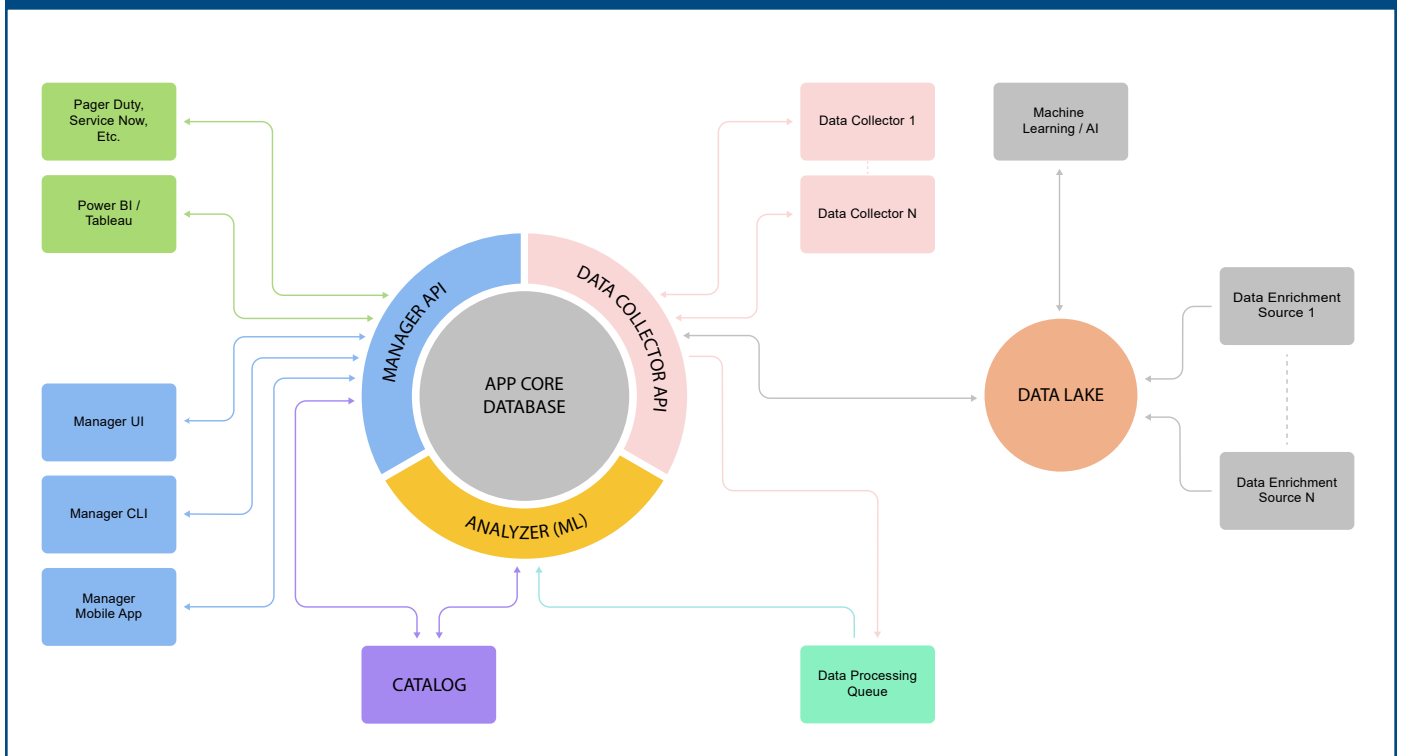 Pager Duty,
Service Now,
Etc.
Power BI /
Tableau
Manager UI
Manager CLI
Manager
Mobile App
MANAGER API
DATA COLLECTOR API
ANALYZER (ML)
APP CORE
DATABASE
CATALOG
Data Collector 1
Data Collector N
Data Processing
Queue
Machine
Learning / AI
DATA LAKE
Data Enrichment
Source 1
Data Enrichment
Source N